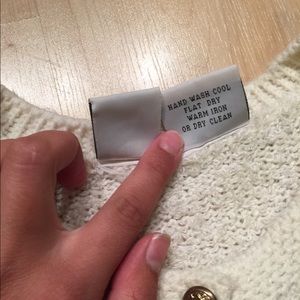 HAND WASH COOL
FLAT DRY
WARM IRON
OR DRY CLEAN